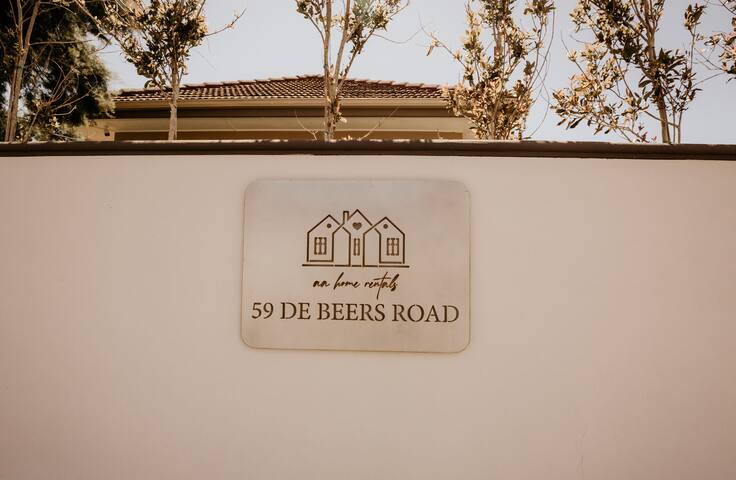 aa home rentals
59 DE BEERS ROAD